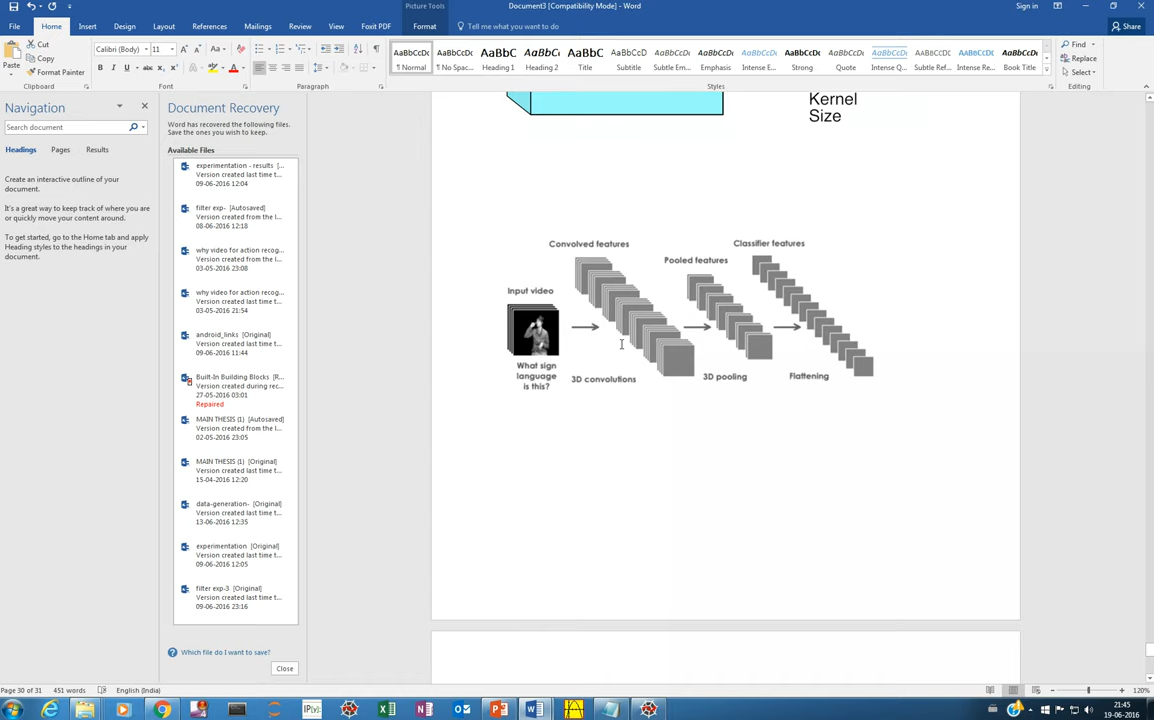 Picture Tools
Document3 [Compatibility Mode] - Word
Sign in
File
Home
Insert
Design
Layout
References
Mailings
Review
View
Foxit PDF
Format
Tell me what you want to do
Share
Paste
Cut
Copy
Format Painter
Clipboard
Calibri (Body)
11
Font
Paragraph
AaBbCcDc
¶ Normal
AaBbCcDc
¶ No Spac...
AaBbC
Heading 1
AaBbCc
Heading 2
AaBbC
Title
AaBbCcD
Subtitle
AaBbCcDc
Subtle Em...
AaBbCcDc
Emphasis
AaBbCcDc
Intense E...
AaBbCcDc
Strong
AaBbCcDc
Quote
AaBbCcDc
Intense Q...
AaBbCcDc
Subtle Ref...
AaBbCcDc
Intense Re...
AaBbCcDc
Book Title
Styles
Find
Replace
Select
Editing
Navigation
Search document
Headings
Pages
Results
Create an interactive outline of your
document.
It's a great way to keep track of where you are
or quickly move your content around.
To get started, go to the Home tab and apply
Heading styles to the headings in your
document.
Document Recovery
Word has recovered the following files.
Save the ones you wish to keep.
Available Files
experimentation - results [...
Version created last time t...
09-06-2016 12:04
filter exp- [Autosaved]
Version created from the l...
08-06-2016 12:18
why video for action recog...
Version created from the l...
03-05-2016 23:08
why video for action recog...
Version created from the l...
03-05-2016 21:54
android_links [Original]
Version created last time t...
09-06-2016 11:44
Built-In Building Blocks [R...
Version created during rec...
27-05-2016 03:01
Repaired
MAIN THESIS (1) [Autosaved]
Version created from the l...
02-05-2016 23:05
MAIN THESIS (1) [Original]
Version created last time t...
15-04-2016 12:20
data-generation- [Original]
Version created last time t...
13-06-2016 12:35
experimentation [Original]
Version created last time t...
09-06-2016 12:05
filter exp-3 [Original]
Version created last time t...
09-06-2016 23:16
Which file do I want to save?
Close
Kernel
Size
Convolved features
Classifier features
Pooled features
Input video
What sign
language
is this?
3D convolutions
3D pooling
Flattening
Page 30 of 31
451 words
English (India)
120%
21:45
19-06-2016